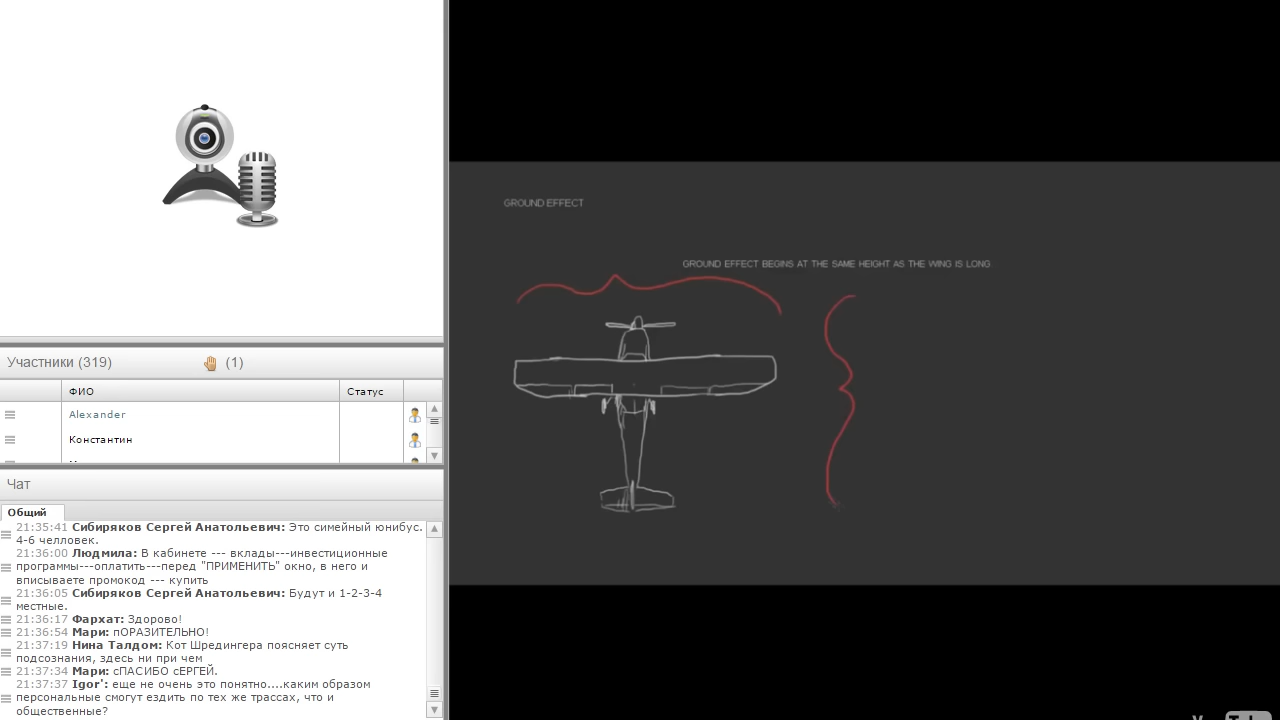 GROUND EFFECT
GROUND EFFECT BEGINS AT THE SAME HEIGHT AS THE WING IS LONG
Участники (319)
(1)
ФИО
Статус
Alexander
Константин
Чат
Общий
21:35:41 Сибиряков Сергей Анатольевич: Это симейный юнибус.
4-6 челловек.
21:36:00 Людмила: В кабинете --- вклады---инвестиционные
программы---оплатить---перед "ПРИМЕНИТЬ" окно, в него и
вписываете промокод --- купить
21:36:05 Сибиряков Сергей Анатольевич: Будут и 1-2-3-4
местные.
21:36:17 Фархат: Здорово!
21:36:54 Мари: пОРАЗИТЕЛЬНО!
21:37:19 Нина Талдом: Кот Шредингера поясняет суть
подсознания, здесь ни при чем
21:37:34 Мари: сПАСИБО сЕРГЕЙ.
21:37:37 Igor': еще не очень это понятно....каким образом
персональные смогут ездить по тех же трассах, что и
общественные?